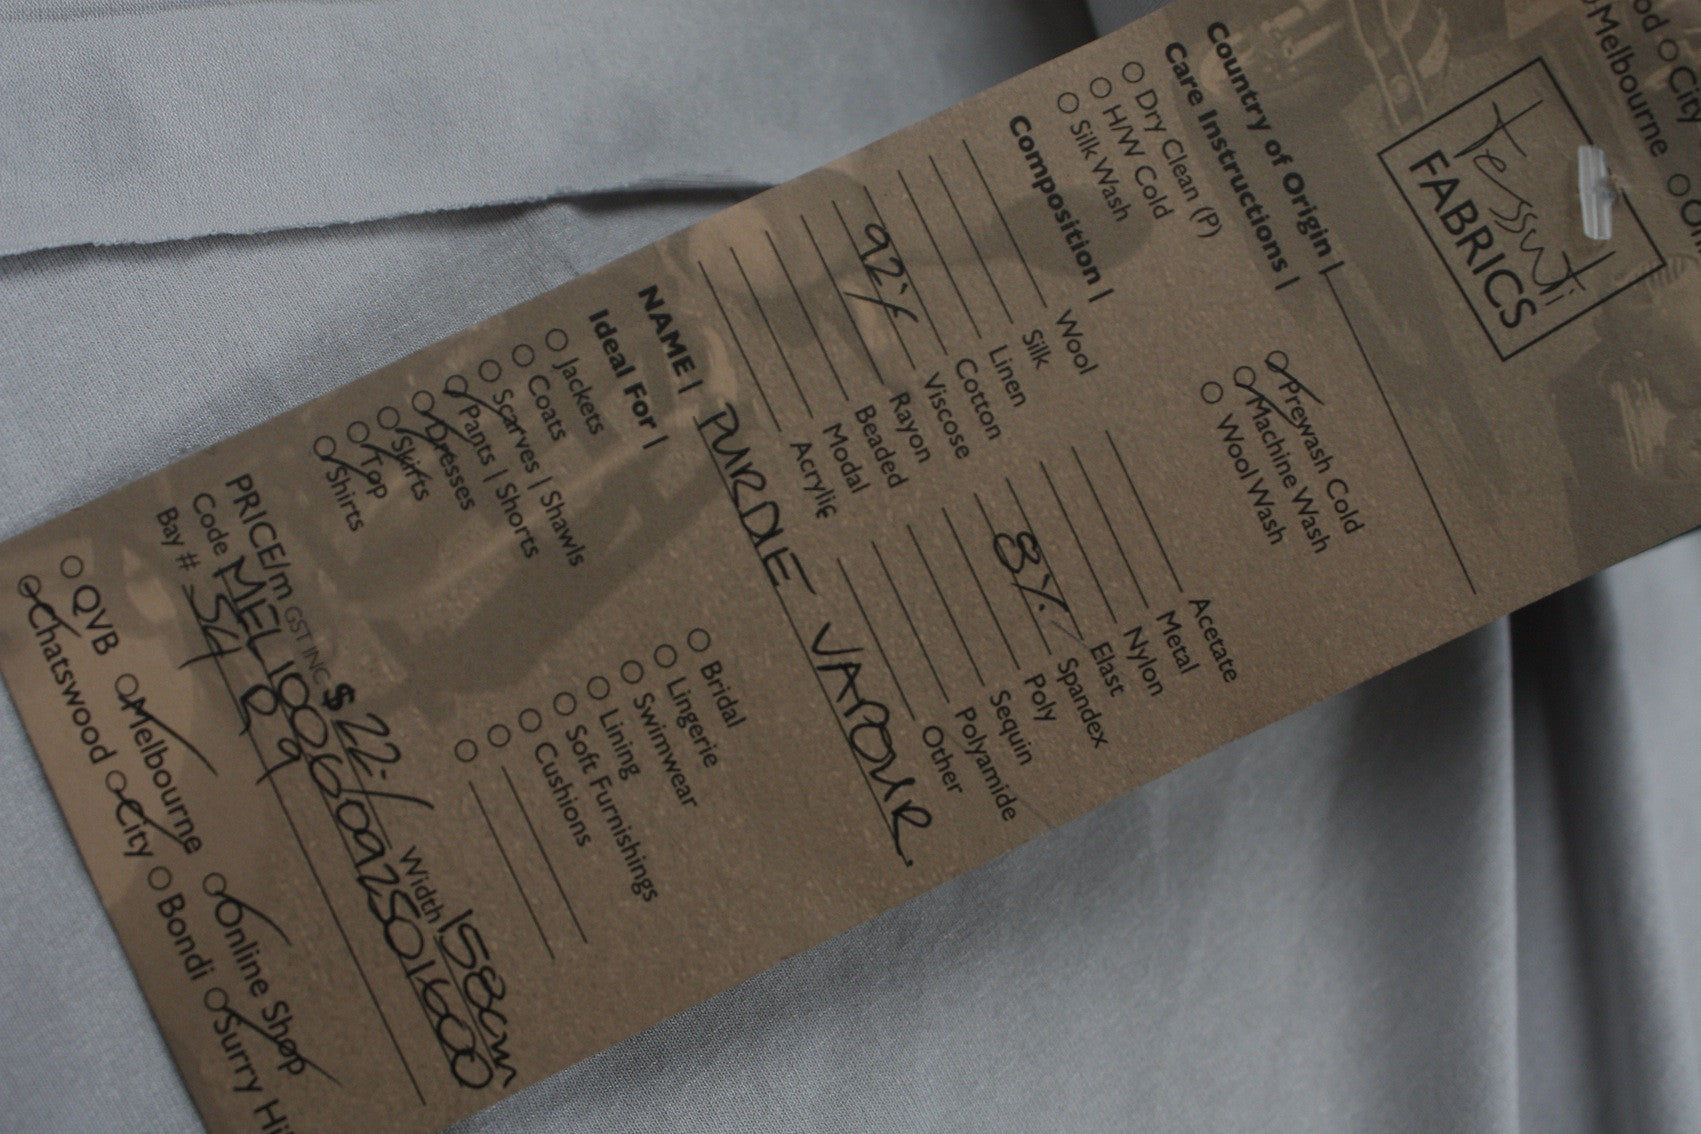 Melbourne
City
tessuti
FABRICS
Country of Origin |
Care Instructions |
Dry Clean (P)
H/W Cold
Silk Wash
Prewash Cold
Machine Wash
Wool Wash
Composition |
Wool
Silk
Linen
Cotton
92% Viscose
Rayon
Beaded
Modal
Acrylic
Acetate
Metal
Nylon
Elast
8% Spandex
Poly
Sequin
Polyamide
Other
NAME | PURDIE VAPOUR
Ideal For |
Jackets
Coats
Scarves | Shawls
Pants | Shorts
Dresses
Skirts
Top
Shirts
Bridal
Lingerie
Swimwear
Lining
Soft Furnishings
Cushions
PRICE/m GST INC $22.- Width 158cm
Code MEL1006092501600
Bay #
QVB Melbourne Online Shop
Chatswood City Bondi Surry